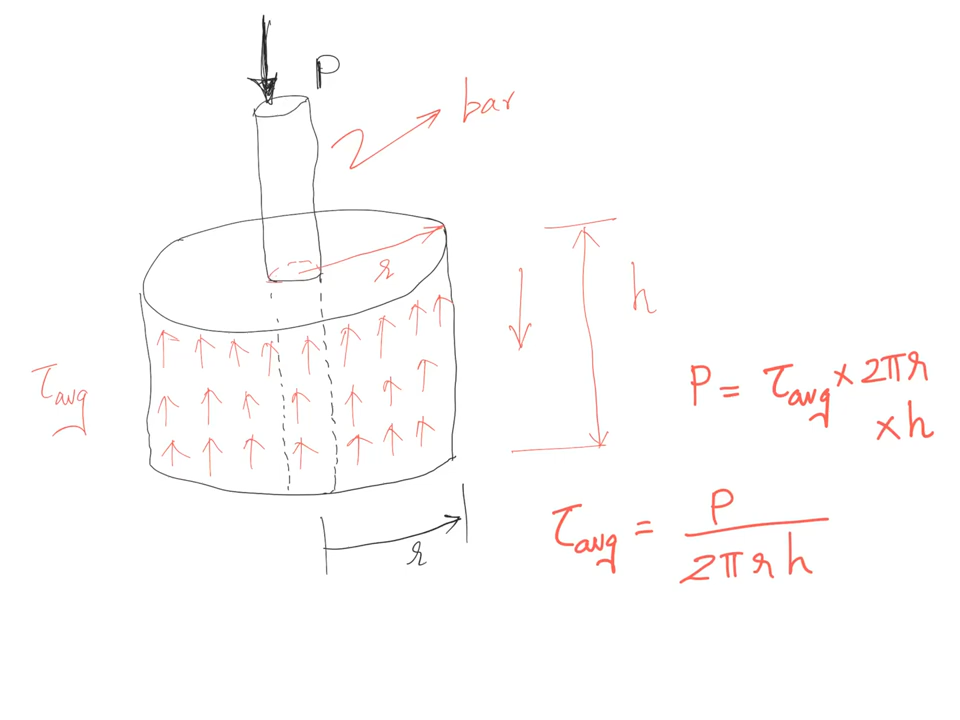 P
bar
r
h
τavg
P = τavg × 2πr
× h
τavg = P / 2πrh
r